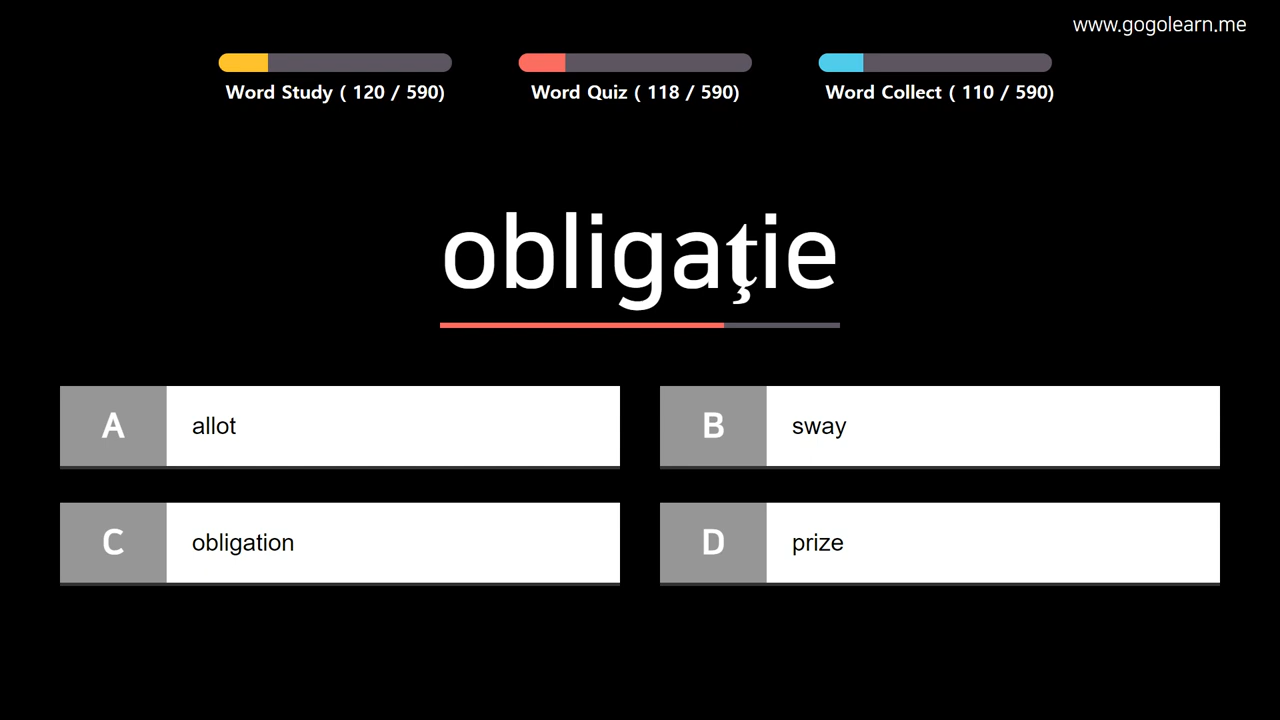 www.gogolearn.me
Word Study ( 120 / 590)
Word Quiz ( 118 / 590)
Word Collect ( 110 / 590)
obligaţie
A allot
B sway
C obligation
D prize